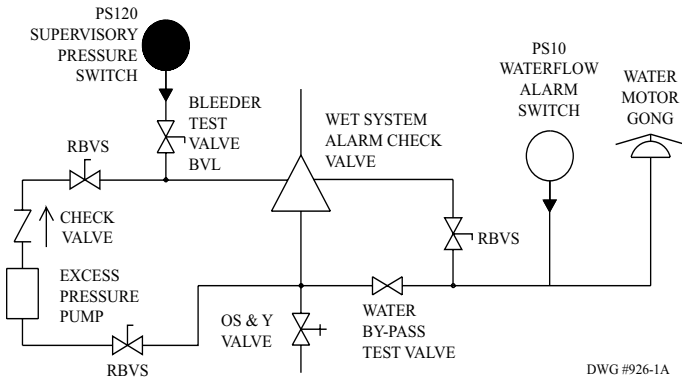 PS120
SUPERVISORY
PRESSURE
SWITCH
BLEEDER
TEST
VALVE
BVL
WET SYSTEM
ALARM CHECK
VALVE
PS10
WATERFLOW
ALARM
SWITCH
WATER
MOTOR
GONG
RBVS
CHECK
VALVE
RBVS
EXCESS
PRESSURE
PUMP
RBVS
OS & Y
VALVE
WATER
BY-PASS
TEST VALVE
DWG #926-1A